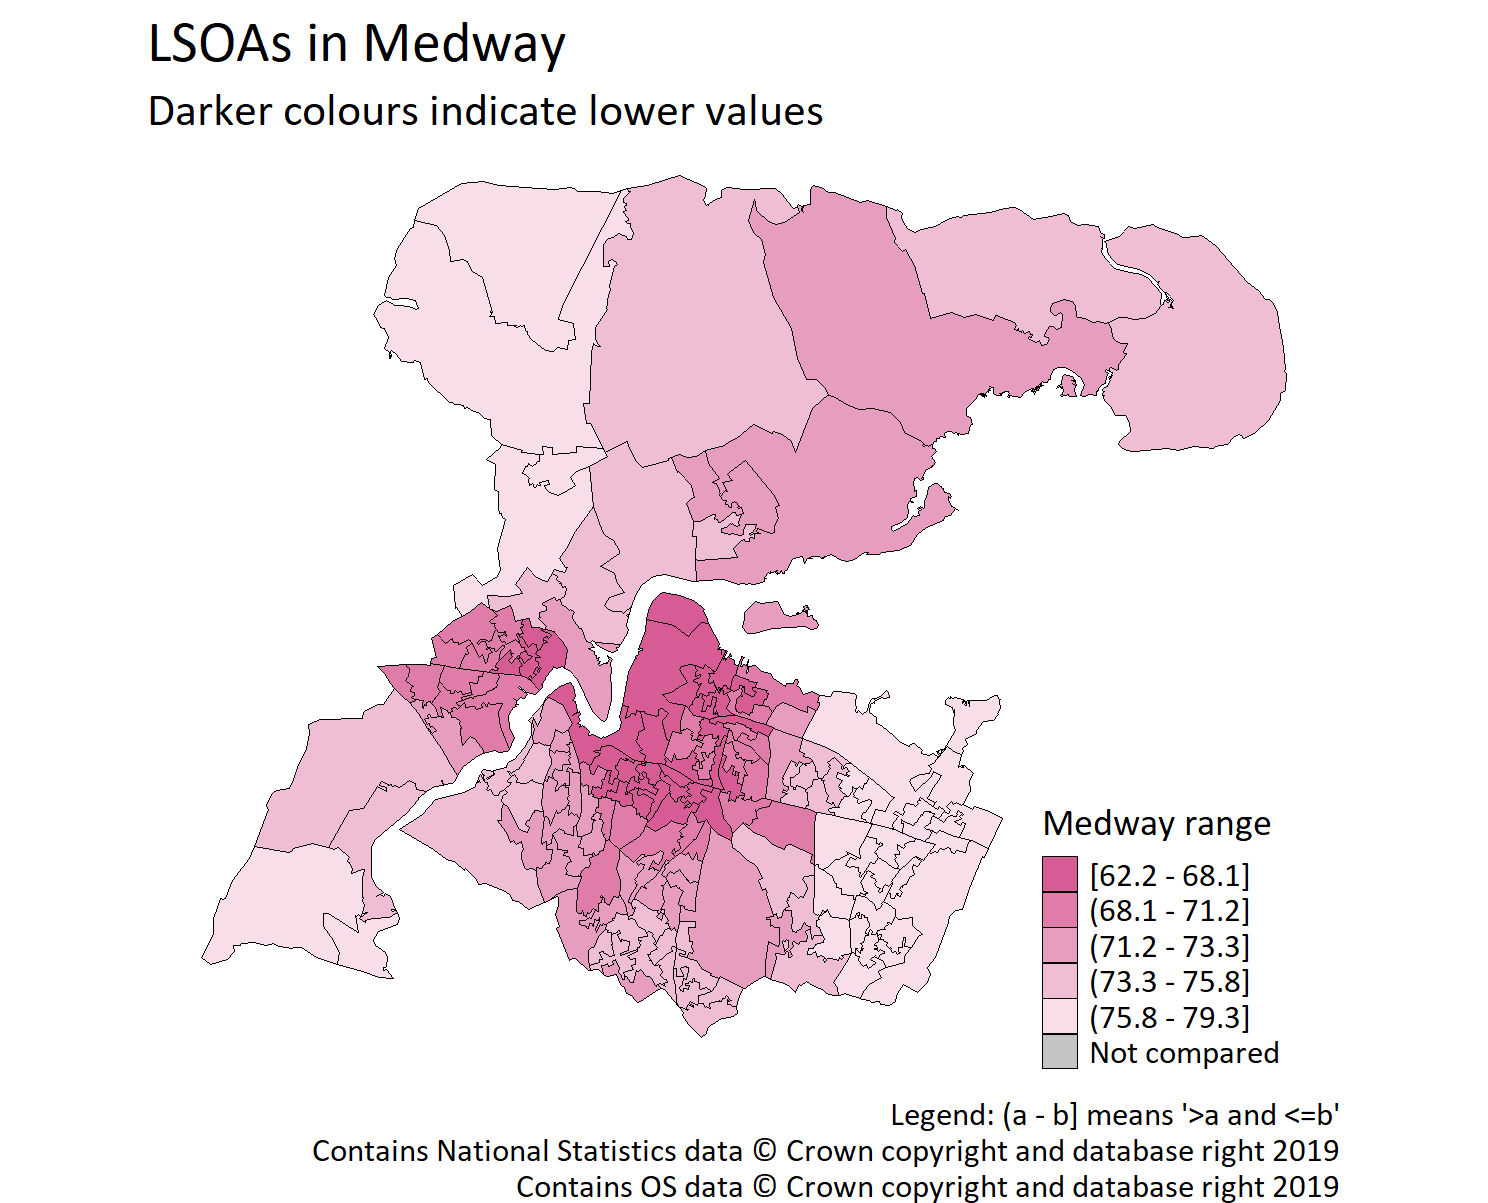 LSOAs in Medway
Darker colours indicate lower values
Medway range
[62.2 - 68.1]
(68.1 - 71.2]
(71.2 - 73.3]
(73.3 - 75.8]
(75.8 - 79.3]
Not compared
Legend: (a - b] means '>a and <=b'
Contains National Statistics data © Crown copyright and database right 2019
Contains OS data © Crown copyright and database right 2019